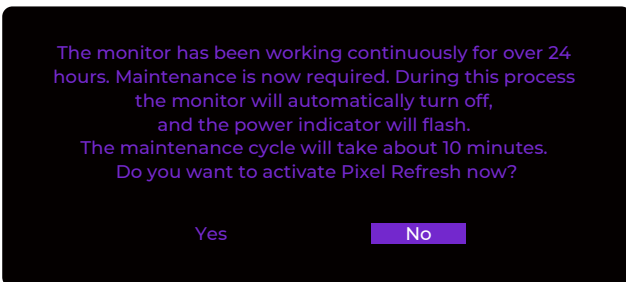 The monitor has been working continuously for over 24
hours. Maintenance is now required. During this process
the monitor will automatically turn off,
and the power indicator will flash.
The maintenance cycle will take about 10 minutes.
Do you want to activate Pixel Refresh now?
Yes No